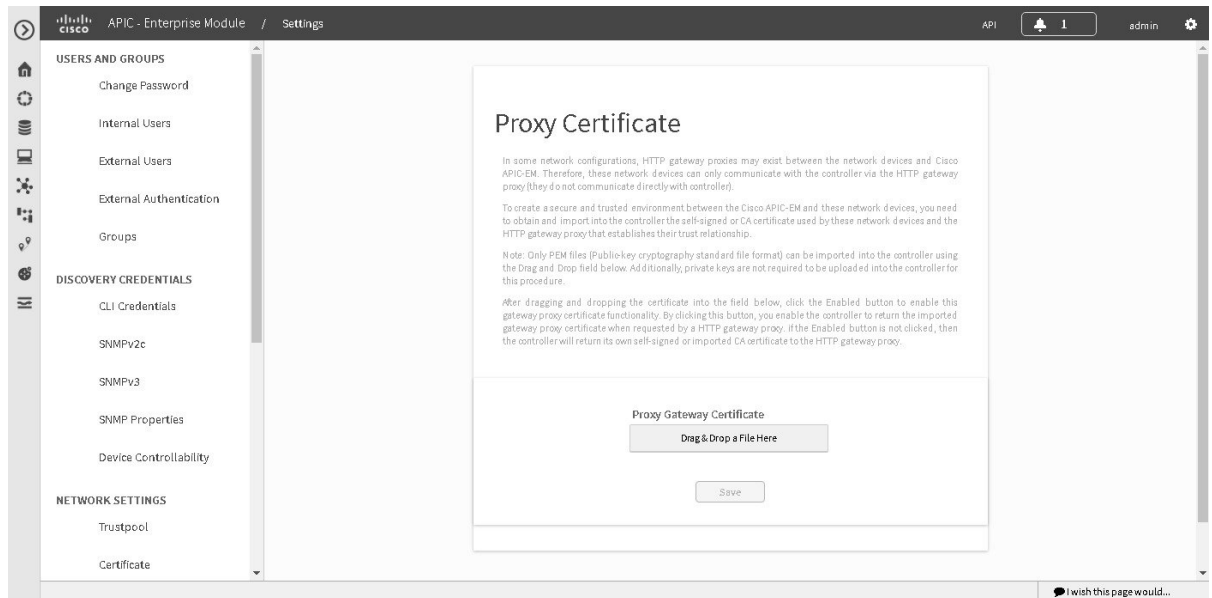 cisco APIC - Enterprise Module / Settings API 1 admin
USERS AND GROUPS
Change Password
Internal Users
External Users
External Authentication
Groups
DISCOVERY CREDENTIALS
CLI Credentials
SNMPv2c
SNMPv3
SNMP Properties
Device Controllability
NETWORK SETTINGS
Trustpool
Certificate
Proxy Certificate
In some network configurations, HTTP gateway proxies may exist between the network devices and Cisco
APIC-EM. Therefore, these network devices can only communicate with the controller via the HTTP gateway
proxy (they do not communicate directly with controller).
To create a secure and trusted environment between the Cisco APIC-EM and these network devices, you need
to obtain and import into the controller the self-signed or CA certificate used by these network devices and the
HTTP gateway proxy that establishes their trust relationship.
Note: Only PEM files (Public-key cryptography standard file format) can be imported into the controller using
the Drag and Drop field below. Additionally, private keys are not required to be uploaded into the controller for
this procedure.
After dragging and dropping the certificate into the field below, click the Enabled button to enable this
gateway proxy certificate functionality. By clicking this button, you enable the controller to return the imported
gateway proxy certificate when requested by a HTTP gateway proxy. If the Enabled button is not clicked, then
the controller will return its own self-signed or imported CA certificate to the HTTP gateway proxy.
Proxy Gateway Certificate
Drag & Drop a File Here
Save
I wish this page would...